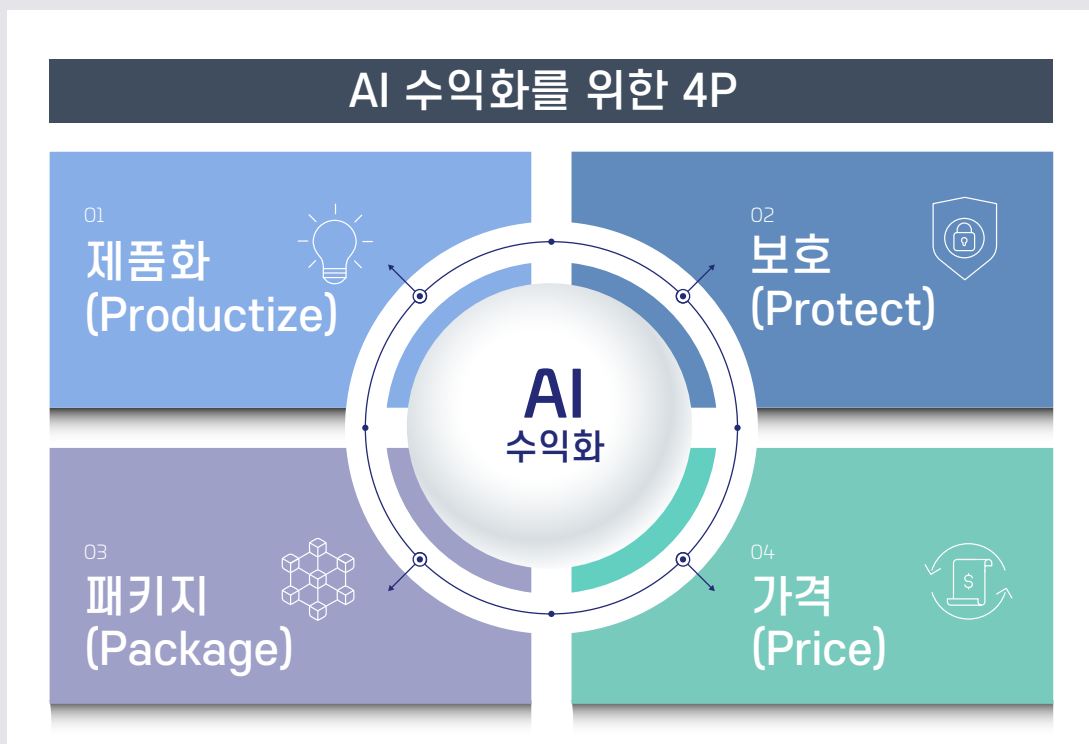 AI 수익화를 위한 4P
01
제품화
(Productize)
02
보호
(Protect)
AI
수익화
03
패키지
(Package)
04
가격
(Price)
$